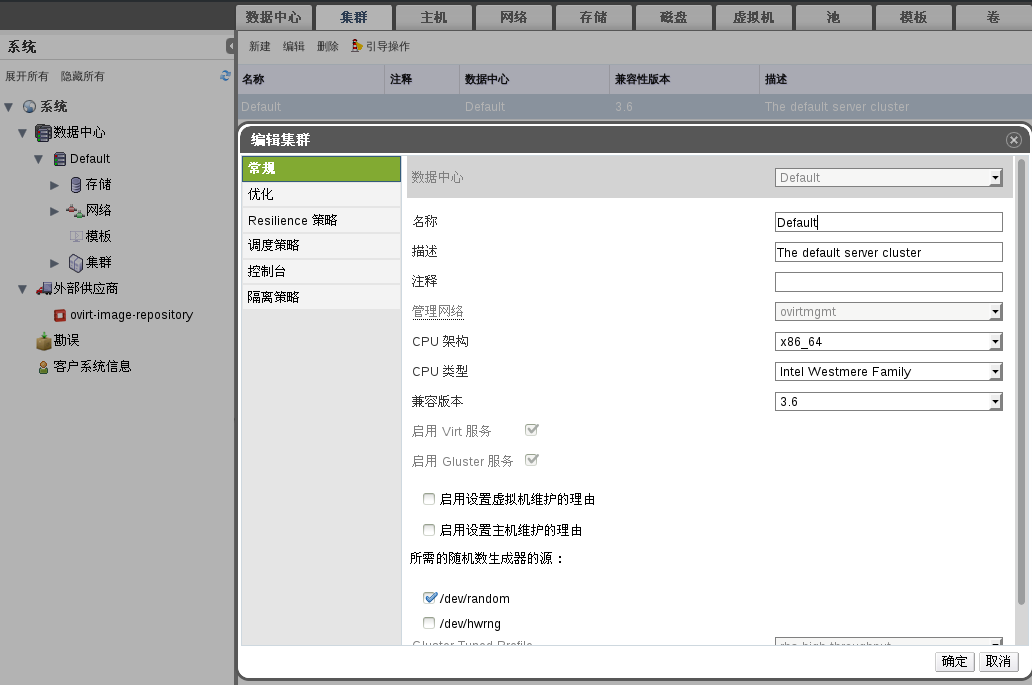 数据中心 集群 主机 网络 存储 磁盘 虚拟机 池 模板 卷
系统
新建 编辑 删除 引导操作
展开所有 隐藏所有
名称 注释 数据中心 兼容性版本 描述
Default Default 3.6 The default server cluster
系统
数据中心
Default
存储
网络
模板
集群
外部供应商
ovirt-image-repository
勘误
客户系统信息
编辑集群
常规
优化
Resilience 策略
调度策略
控制台
隔离策略
数据中心 Default
名称 Default
描述 The default server cluster
注释
管理网络 ovirtmgmt
CPU 架构 x86_64
CPU 类型 Intel Westmere Family
兼容版本 3.6
启用 Virt 服务
启用 Gluster 服务
启用设置虚拟机维护的理由
启用设置主机维护的理由
所需的随机数生成器的源：
/dev/random
/dev/hwrng
Gluster Tuned Profile rhs-high-throughput
确定 取消